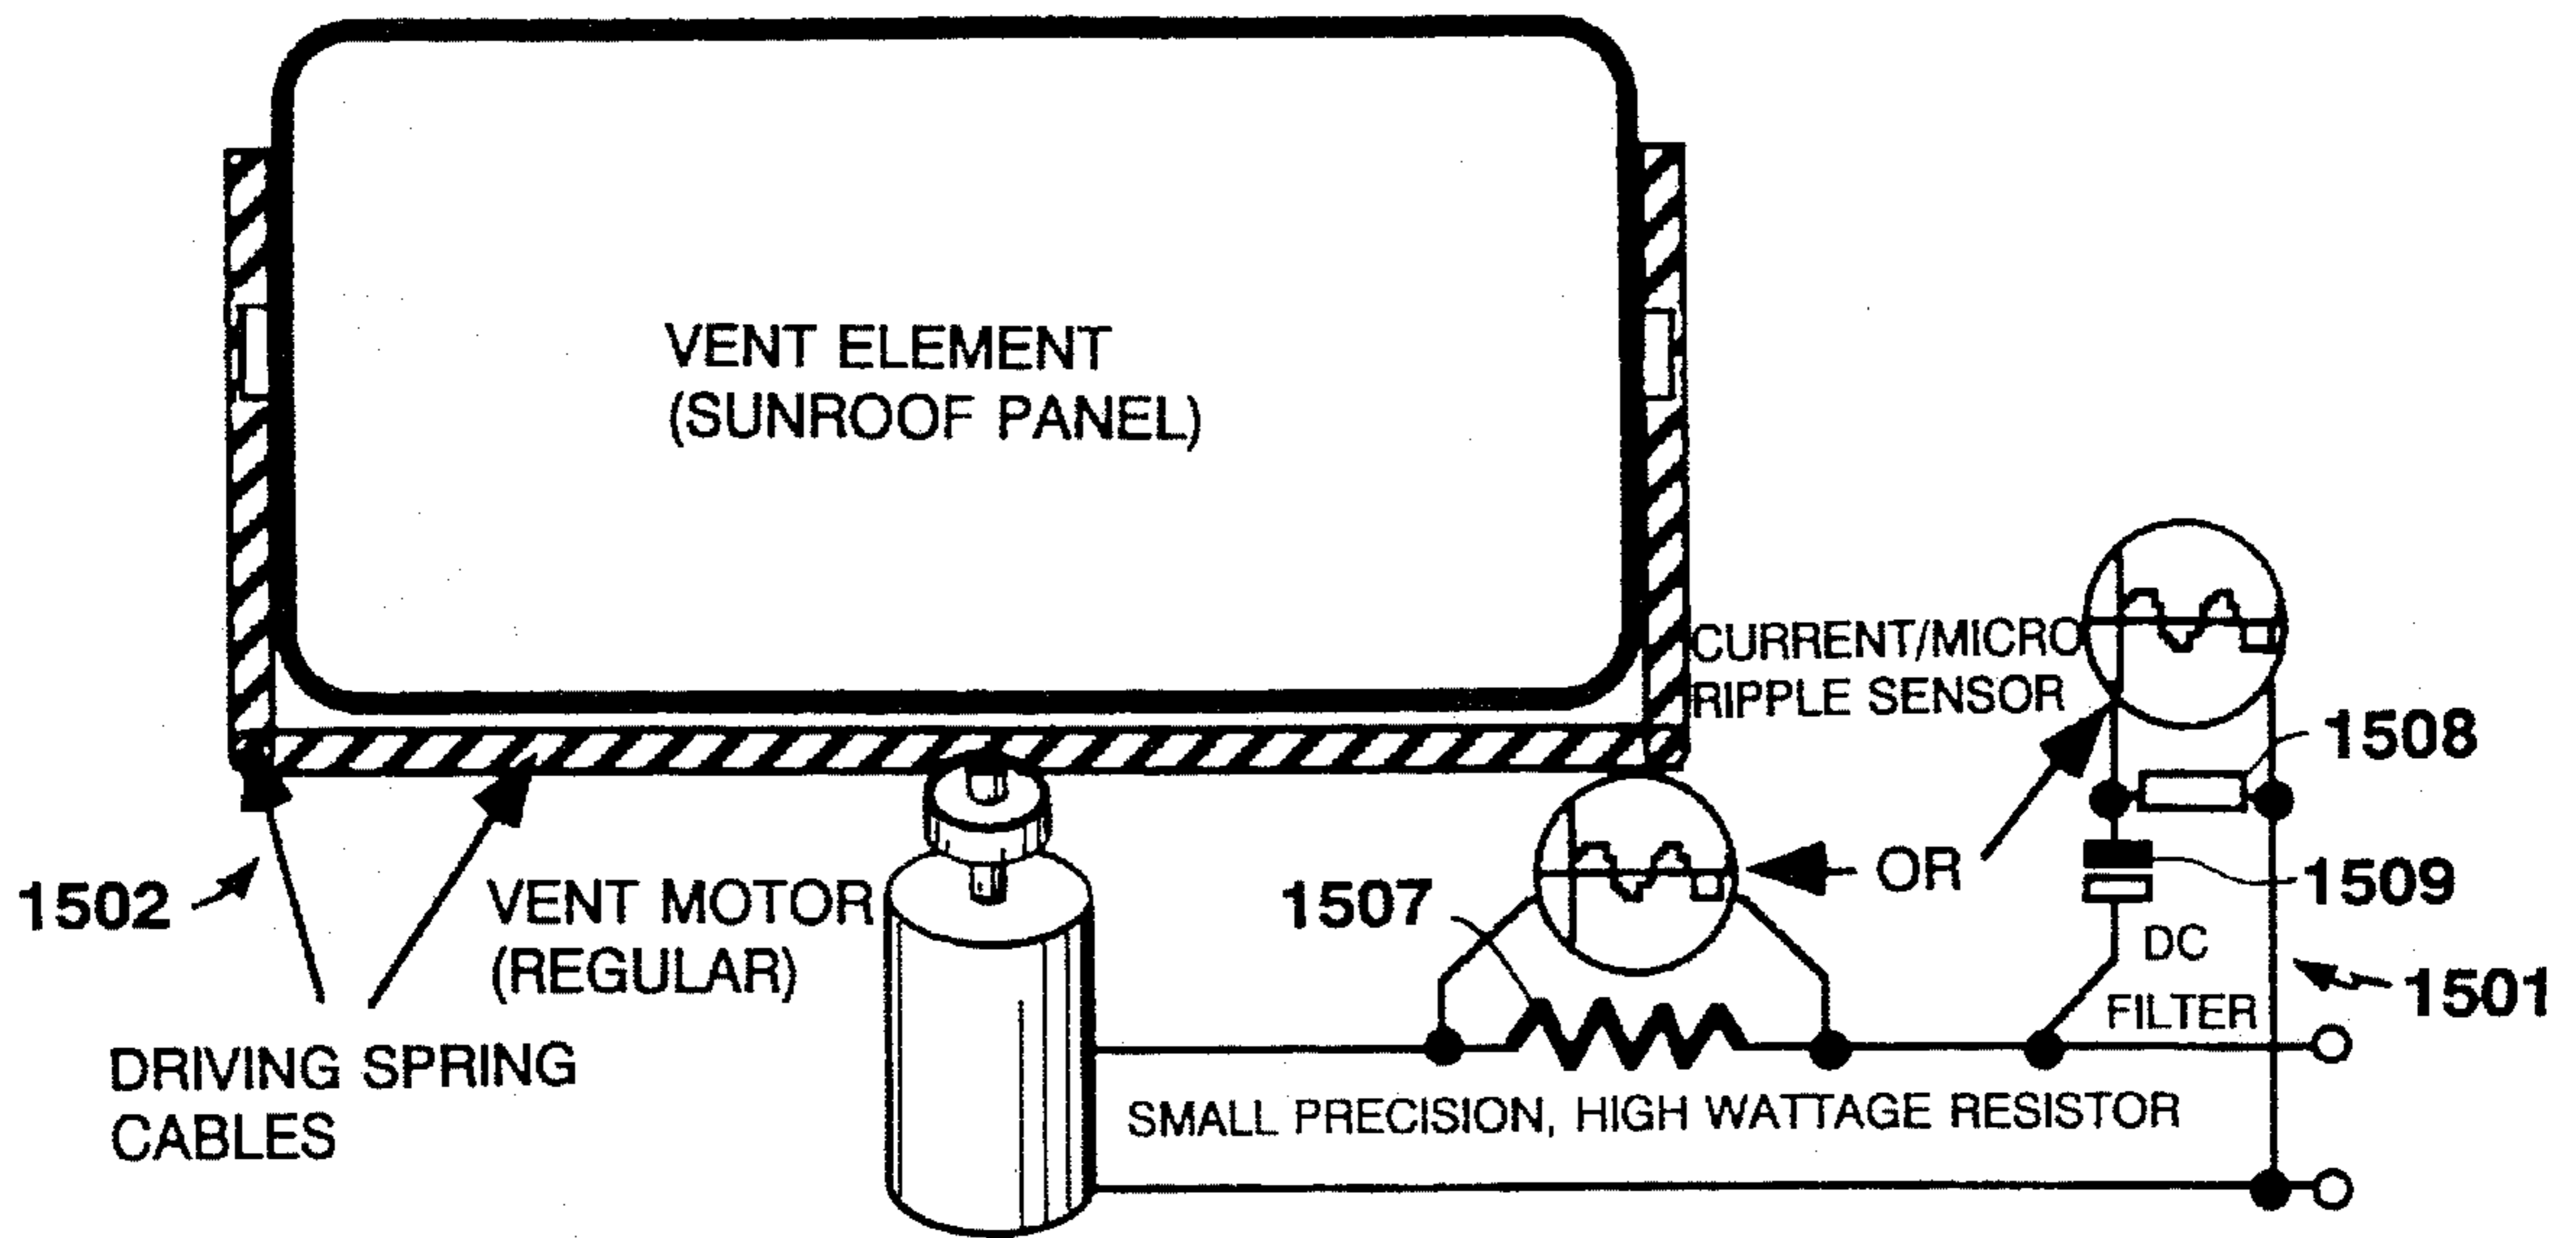 VENT ELEMENT
(SUNROOF PANEL)
CURRENT/MICRO
RIPPLE SENSOR
1508
OR
1509
1507
1502
VENT MOTOR
(REGULAR)
DC
FILTER
1501
DRIVING SPRING
CABLES
SMALL PRECISION, HIGH WATTAGE RESISTOR